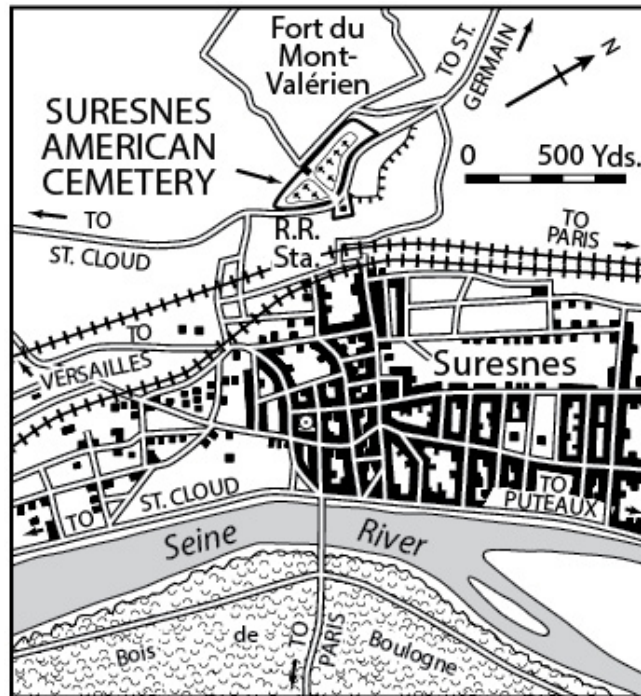 Fort du
Mont-
Valérien
TO ST.
GERMAIN
N
SURESNES
AMERICAN
CEMETERY
0 500 Yds.
TO
ST. CLOUD
R.R.
Sta.
TO
PARIS
TO
VERSAILLES
Suresnes
ST. CLOUD
TO
TO
PUTEAUX
Seine River
Bois de Boulogne
TO
PARIS